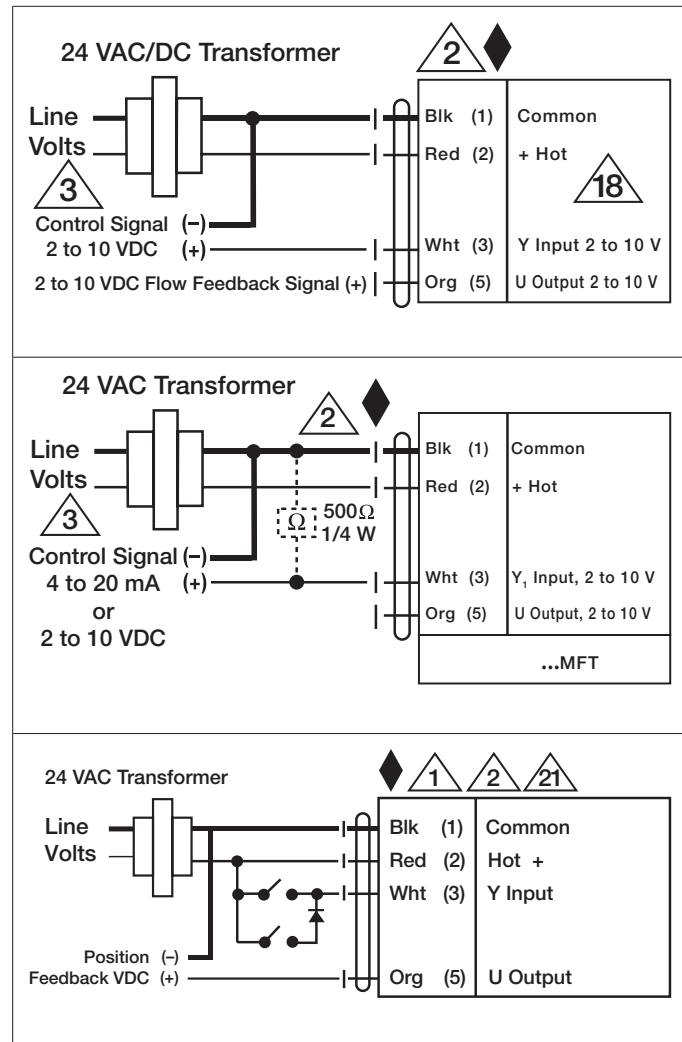 24 VAC/DC Transformer
2
Line
Volts
3
Blk (1) Common
Red (2) + Hot
18
Control Signal (−)
2 to 10 VDC (+)
Wht (3) Y Input 2 to 10 V
2 to 10 VDC Flow Feedback Signal (+)
Org (5) U Output 2 to 10 V
24 VAC Transformer
2
Line
Volts
3
Blk (1) Common
Red (2) + Hot
Ω 500Ω
1/4 W
Control Signal (−)
4 to 20 mA (+)
or
2 to 10 VDC
Wht (3) Y₁ Input, 2 to 10 V
Org (5) U Output, 2 to 10 V
...MFT
24 VAC Transformer
1 2 21
Line
Volts
Blk (1) Common
Red (2) Hot +
Wht (3) Y Input
Position (−)
Feedback VDC (+)
Org (5) U Output